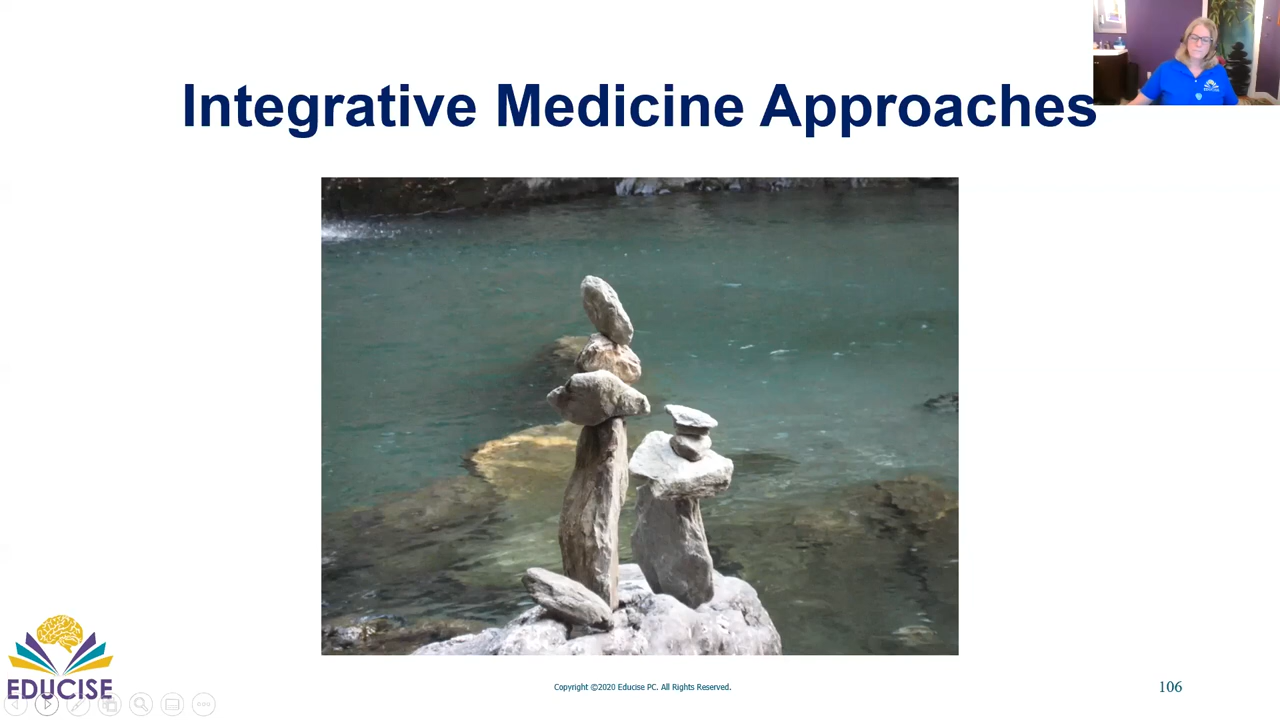 Integrative Medicine Approaches
EDUCISE
Copyright ©2020 Educise PC. All Rights Reserved.
106